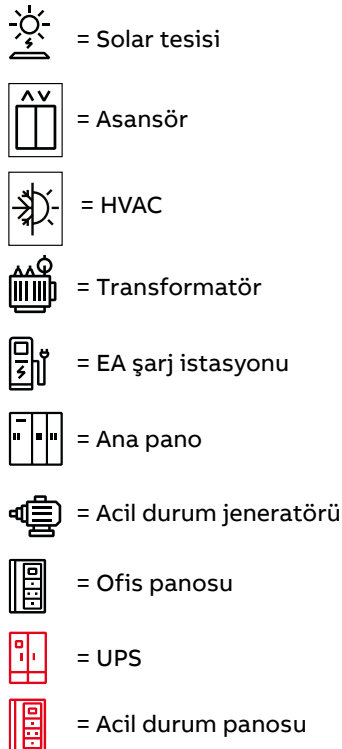 = Solar tesisi
= Asansör
= HVAC
= Transformatör
= EA şarj istasyonu
= Ana pano
= Acil durum jeneratörü
= Ofis panosu
= UPS
= Acil durum panosu